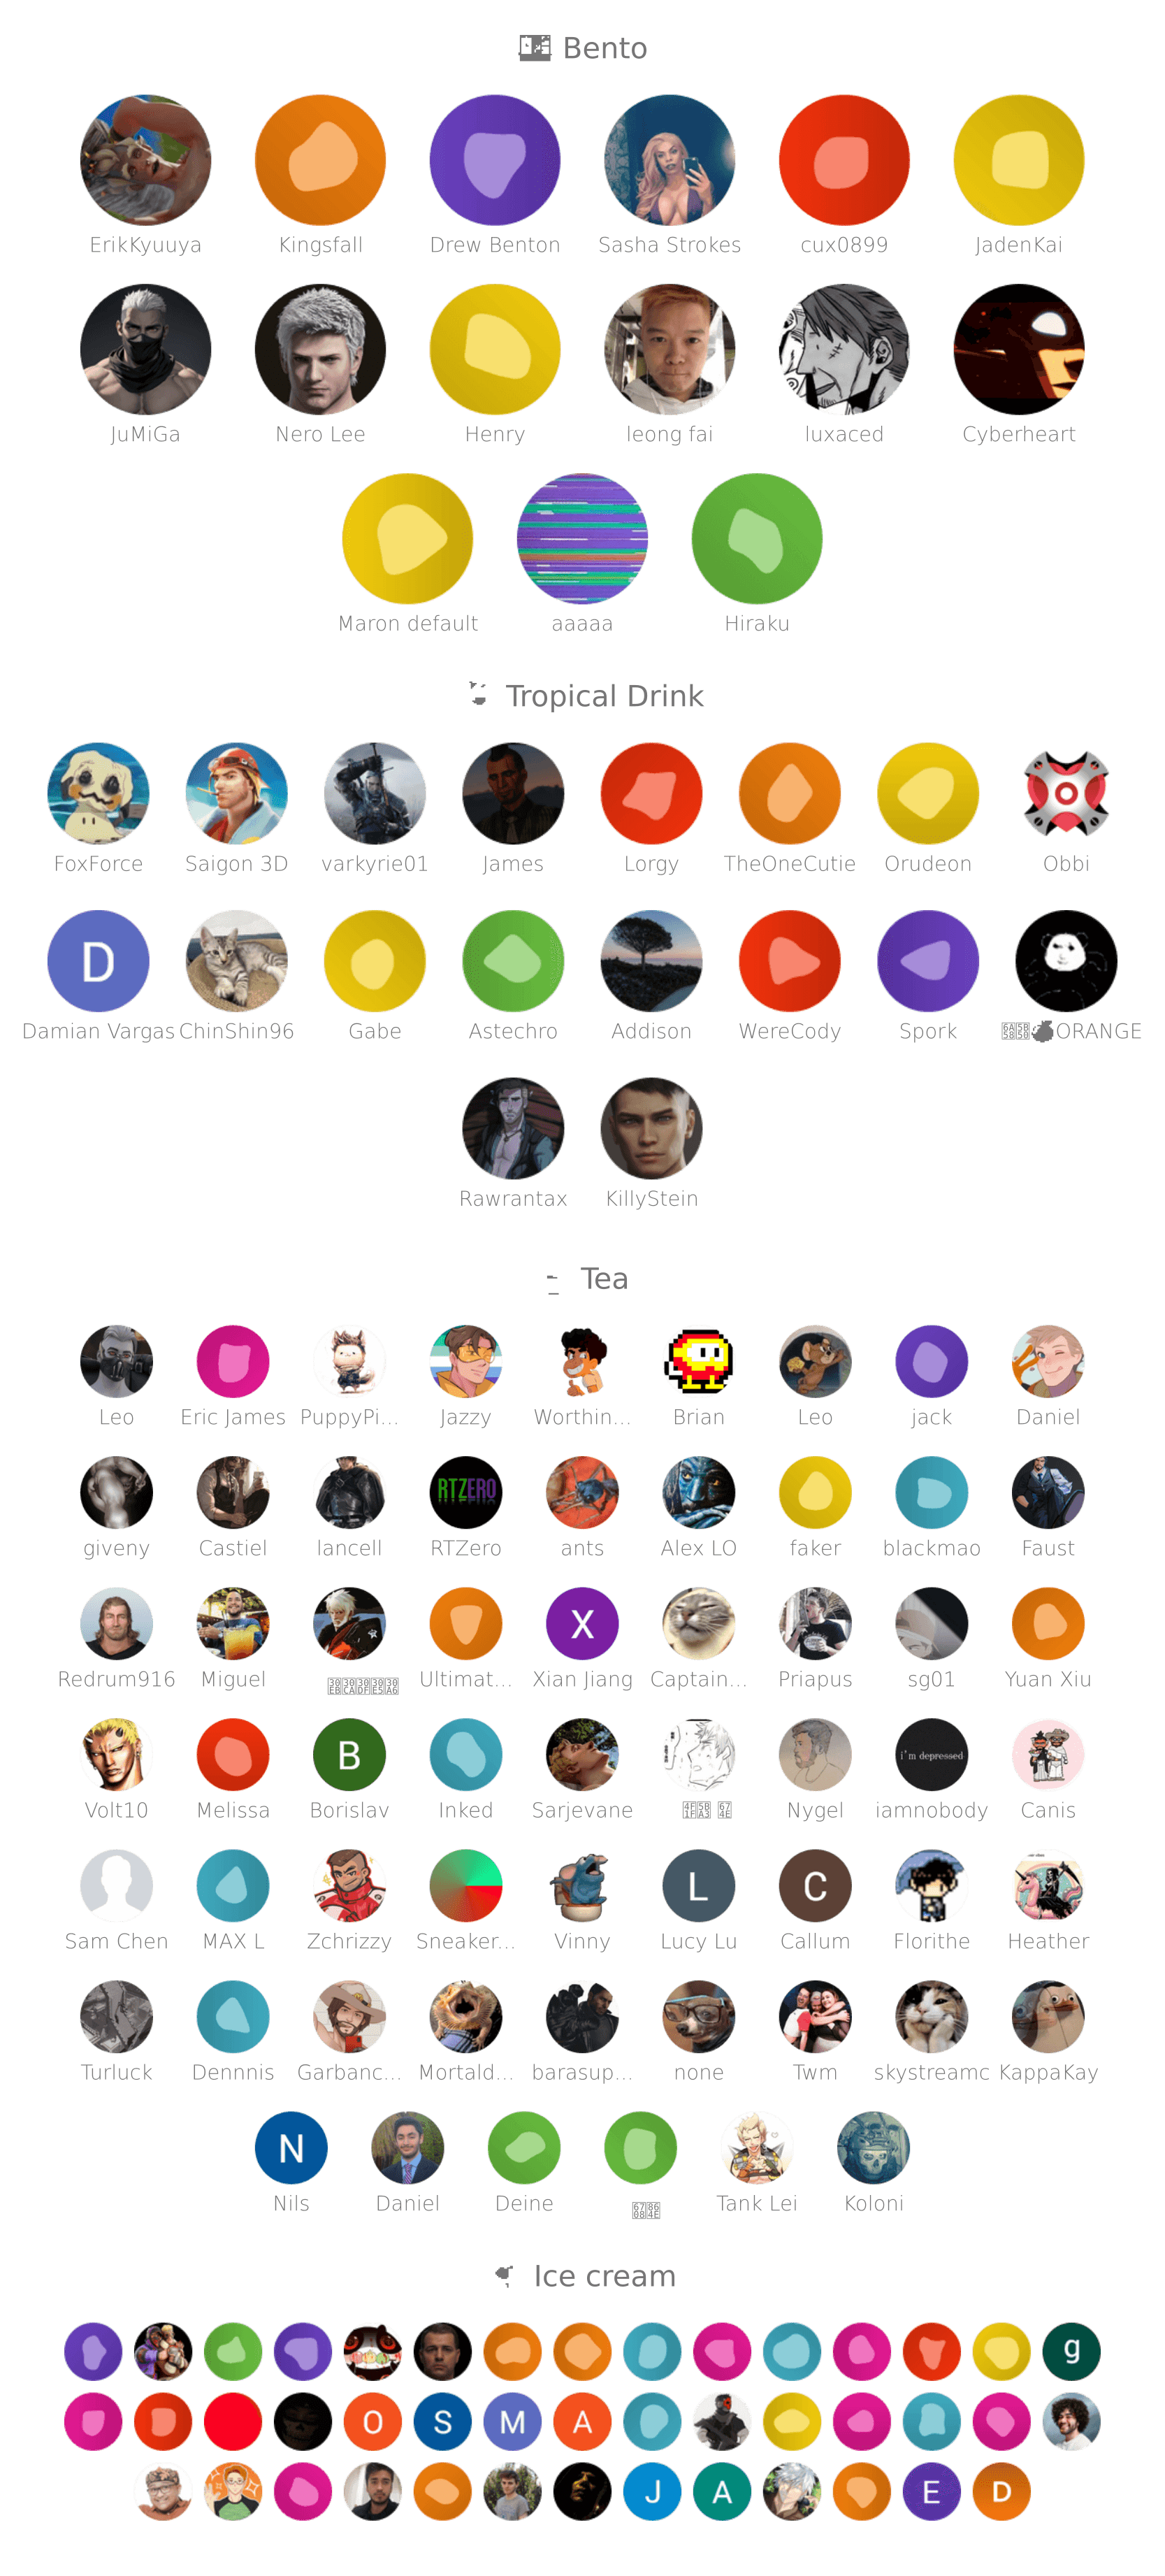 Bento
ErikKyuuya Kingsfall Drew Benton Sasha Strokes cux0899 JadenKai
JuMiGa Nero Lee Henry leong fai luxaced Cyberheart
Maron default aaaaa Hiraku
Tropical Drink
FoxForce Saigon 3D varkyrie01 James Lorgy TheOneCutie Orudeon Obbi
D
Damian Vargas ChinShin96 Gabe Astechro Addison WereCody Spork ORANGE
Rawrantax KillyStein
Tea
Leo Eric James PuppyPi... Jazzy Worthin... Brian Leo jack Daniel
RTZERO
giveny Castiel lancell RTZero ants Alex LO faker blackmao Faust
X
Redrum916 Miguel Ultimat... Xian Jiang Captain... Priapus sg01 Yuan Xiu
B i'm depressed
Volt10 Melissa Borislav Inked Sarjevane Nygel iamnobody Canis
L C
Sam Chen MAX L Zchrizzy Sneaker... Vinny Lucy Lu Callum Florithe Heather
Turluck Dennnis Garbanc... Mortald... barasup... none Twm skystreamc KappaKay
N
Nils Daniel Deine Tank Lei Koloni
Ice cream
g
O S M A
J A E D